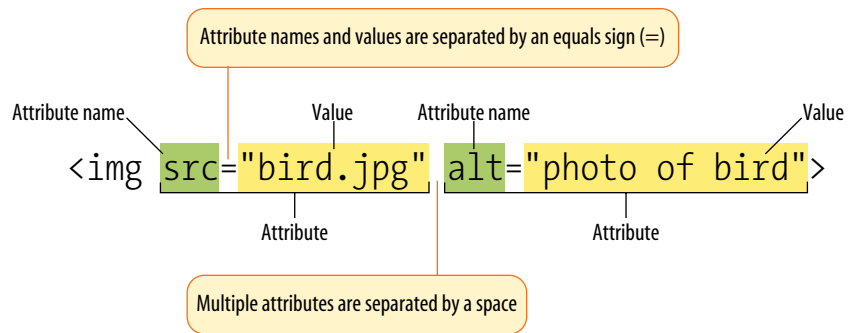 Attribute names and values are separated by an equals sign (=)
Attribute name Value Attribute name Value
<img src="bird.jpg" alt="photo of bird">
Attribute Attribute
Multiple attributes are separated by a space